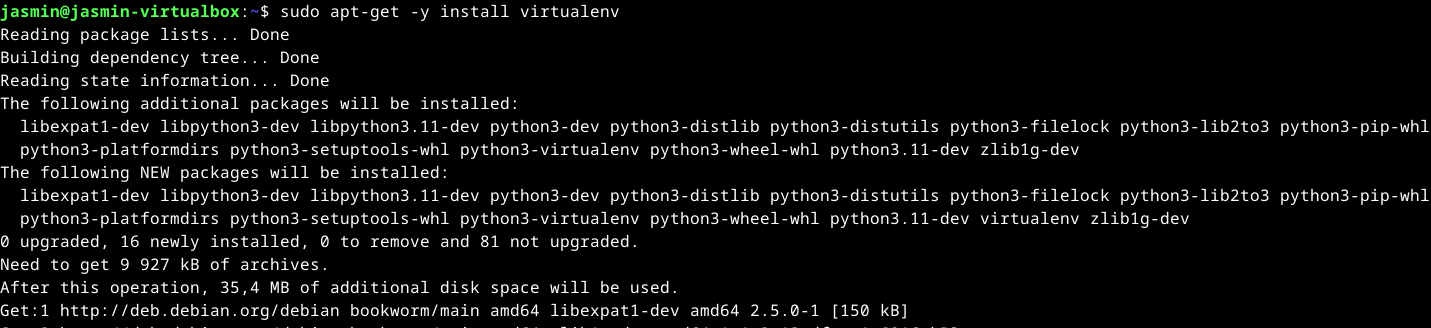 jasmin@jasmin-virtualbox:~$ sudo apt-get -y install virtualenv
Reading package lists... Done
Building dependency tree... Done
Reading state information... Done
The following additional packages will be installed:
  libexpat1-dev libpython3-dev libpython3.11-dev python3-dev python3-distlib python3-distutils python3-filelock python3-lib2to3 python3-pip-whl
  python3-platformdirs python3-setuptools-whl python3-virtualenv python3-wheel-whl python3.11-dev zlib1g-dev
The following NEW packages will be installed:
  libexpat1-dev libpython3-dev libpython3.11-dev python3-dev python3-distlib python3-distutils python3-filelock python3-lib2to3 python3-pip-whl
  python3-platformdirs python3-setuptools-whl python3-virtualenv python3-wheel-whl python3.11-dev virtualenv zlib1g-dev
0 upgraded, 16 newly installed, 0 to remove and 81 not upgraded.
Need to get 9 927 kB of archives.
After this operation, 35,4 MB of additional disk space will be used.
Get:1 http://deb.debian.org/debian bookworm/main amd64 libexpat1-dev amd64 2.5.0-1 [150 kB]